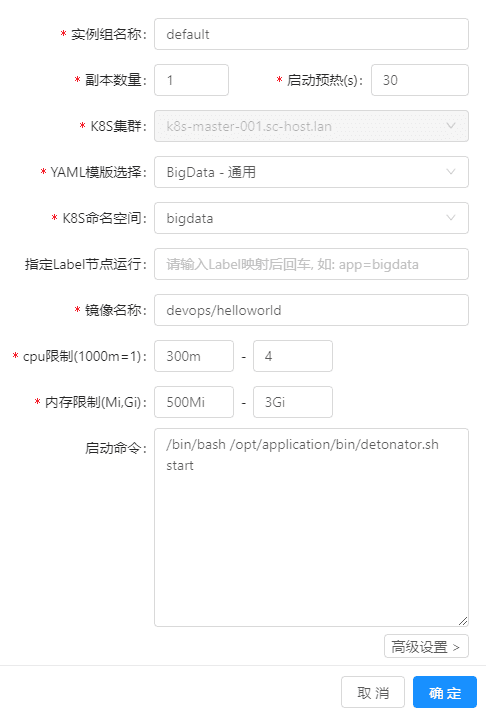 * 实例组名称: default
* 副本数量: 1 * 启动预热(s): 30
* K8S集群: k8s-master-001.sc-host.lan
* YAML模版选择: BigData - 通用
* K8S命名空间: bigdata
指定Label节点运行: 请输入Label映射后回车, 如: app=bigdata
* 镜像名称: devops/helloworld
* cpu限制(1000m=1): 300m - 4
* 内存限制(Mi,Gi): 500Mi - 3Gi
启动命令: /bin/bash /opt/application/bin/detonator.sh
start
高级设置 >
取 消 确 定